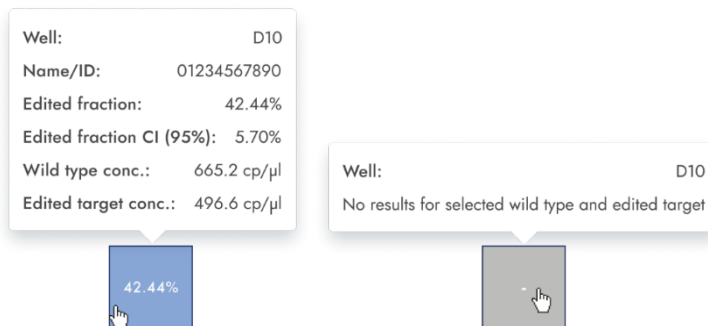 Well: D10
Name/ID: 01234567890
Edited fraction: 42.44%
Edited fraction CI (95%): 5.70%
Wild type conc.: 665.2 cp/µl
Edited target conc.: 496.6 cp/µl
42.44%
Well: D10
No results for selected wild type and edited target
-